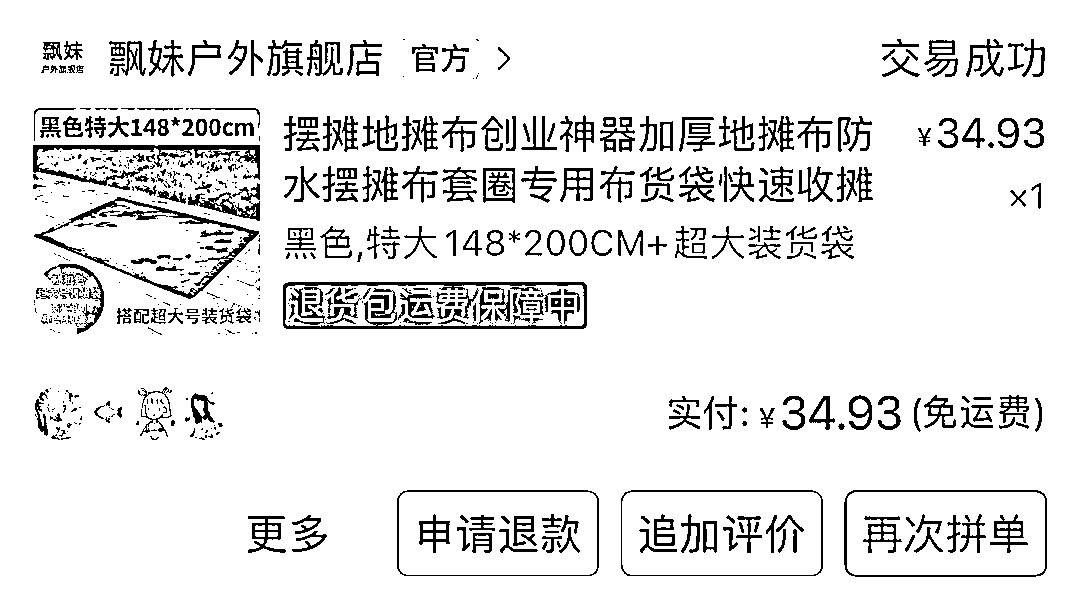 飘妹
户外旗舰店
飘妹户外旗舰店 官方 >
交易成功
黑色特大148*200cm
搭配超大号装货袋
摆摊地摊布创业神器加厚地摊布防
水摆摊布套圈专用布货袋快速收摊
¥34.93
×1
黑色,特大148*200CM+超大装货袋
退货包运费保障中
实付: ¥34.93 (免运费)
更多
申请退款
追加评价
再次拼单